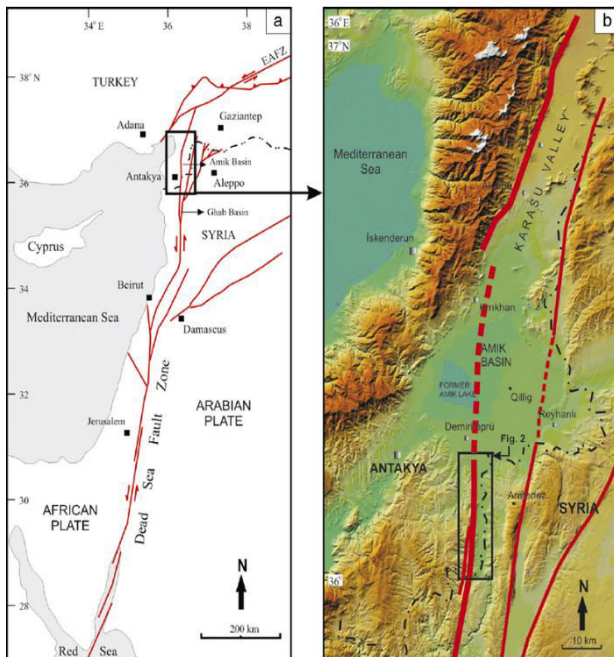 34
36
38
a
EAFZ
38° N
TURKEY
Gaziantep
Adana
Amik Basin
Antakya
Aleppo
36
Ghab Basin
SYRIA
Cyprus
Beirut
34
Mediterranean Sea
Damascus
Zone
32
ARABIAN
PLATE
Jerusalem
Fault
Sea
AFRICAN
PLATE
30
Dead
N
28
200 km
Red
Sea
36°E
37°N
b
Mediterranean
Sea
KARASU VALLEY
İskenderun
AMIK
BASIN
FORMER
AMIK LAKE
Qillig
Reyhanlı
Demirköprü
Fig. 2
ANTAKYA
Armanaz
SYRIA
36°
N
10 km